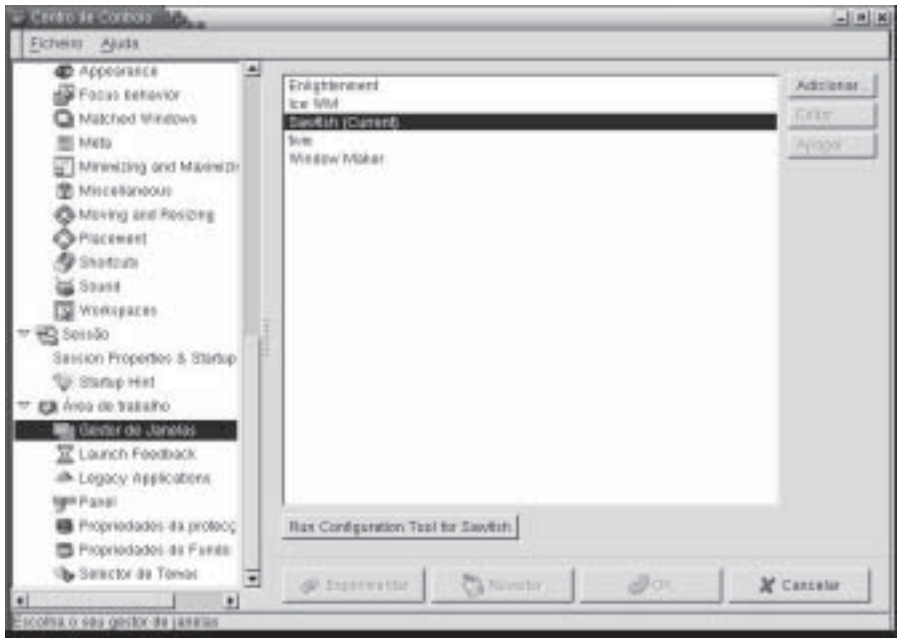 Centro de Controlo
Ficheiro Ajuda
Appearance
Focus behavior
Matched Windows
Meta
Minimizing and Maximizin
Miscellaneous
Moving and Resizing
Placement
Shortcuts
Sound
Workspaces
Sessão
Session Properties & Startup
Startup Hint
Área de trabalho
Gestor de Janelas
Launch Feedback
Legacy Applications
Panel
Propriedades da protecç
Propriedades do Fundo
Selector de Temas
Enlightenment
Ice WM
Sawfish (Current)
twm
Window Maker
Adicionar...
Editar
Apagar
Run Configuration Tool for Sawfish
Experimentar
Reverter
OK
Cancelar
Escolha o seu gestor de janelas